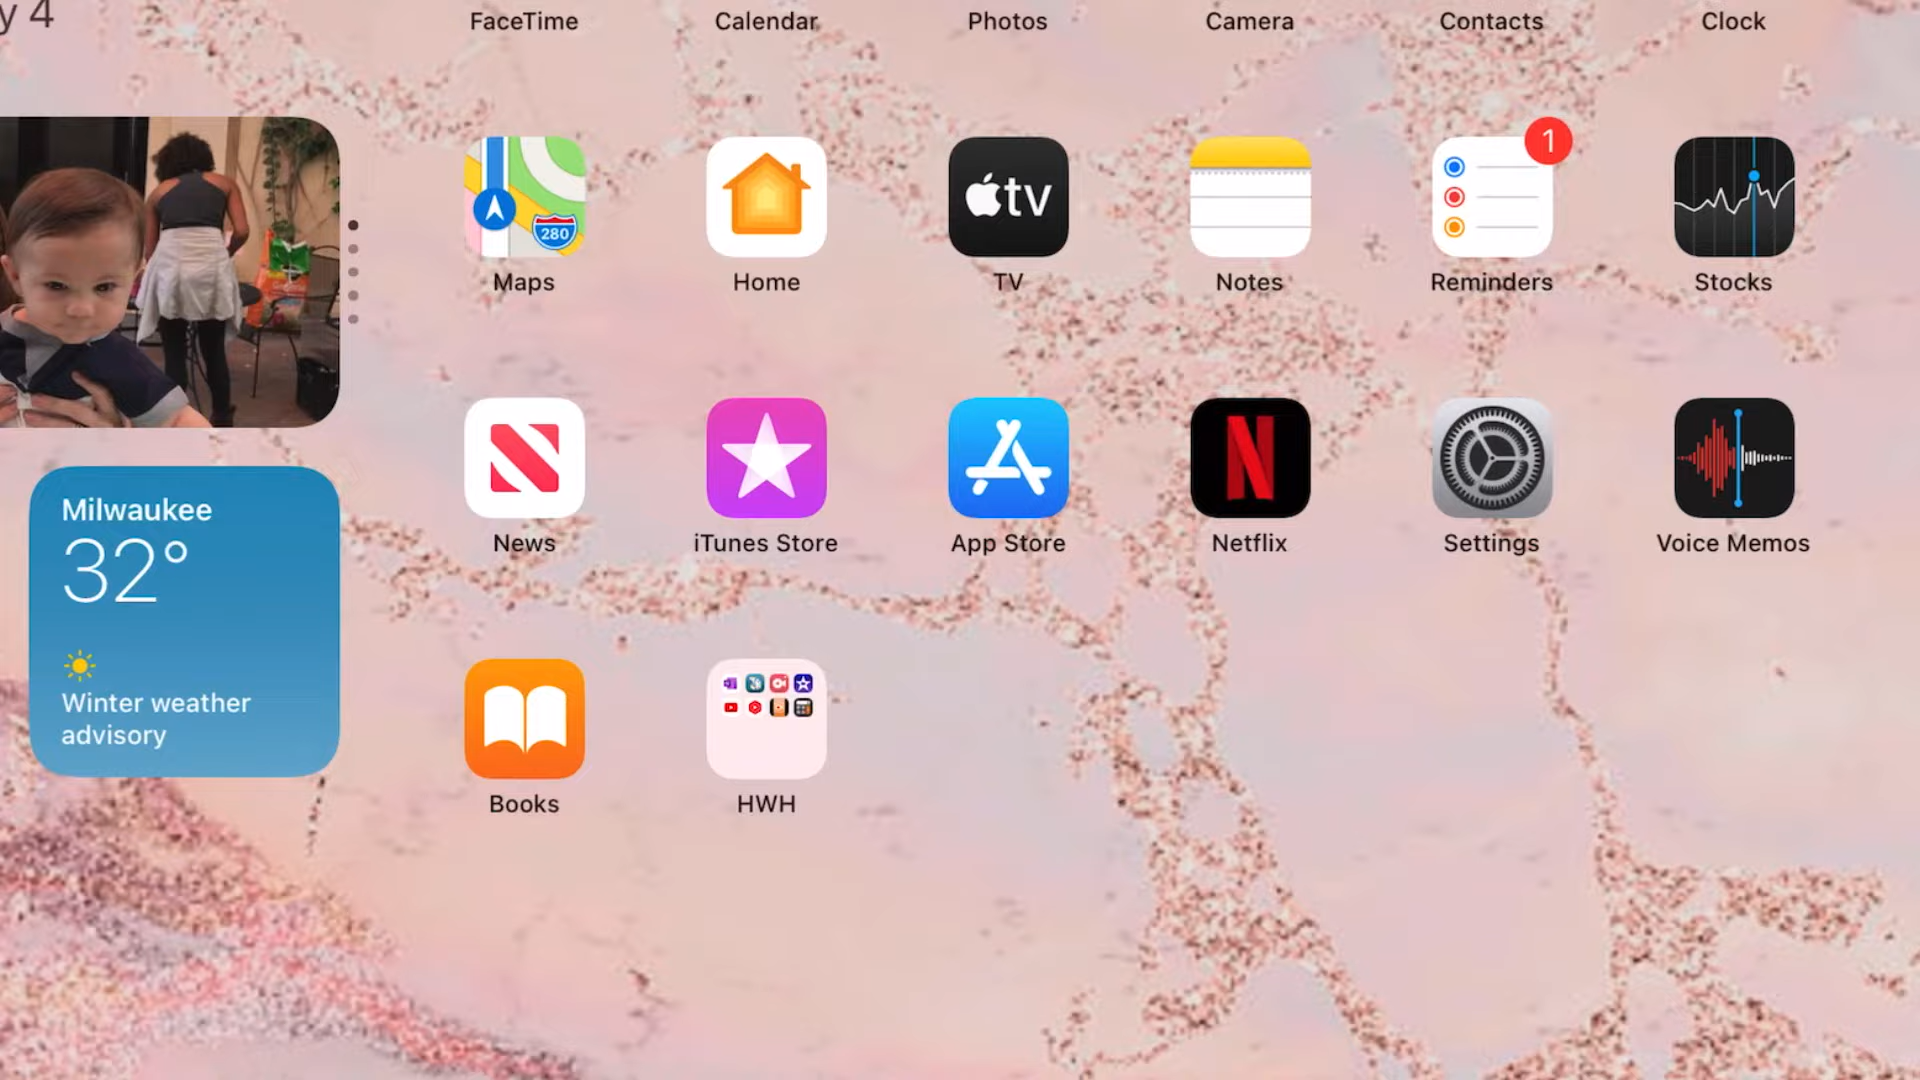 y 4
FaceTime
Calendar
Photos
Camera
Contacts
Clock
280
tv
1
Maps
Home
TV
Notes
Reminders
Stocks
N
News
iTunes Store
App Store
Netflix
Settings
Voice Memos
Milwaukee
32°
Winter weather
advisory
Books
HWH